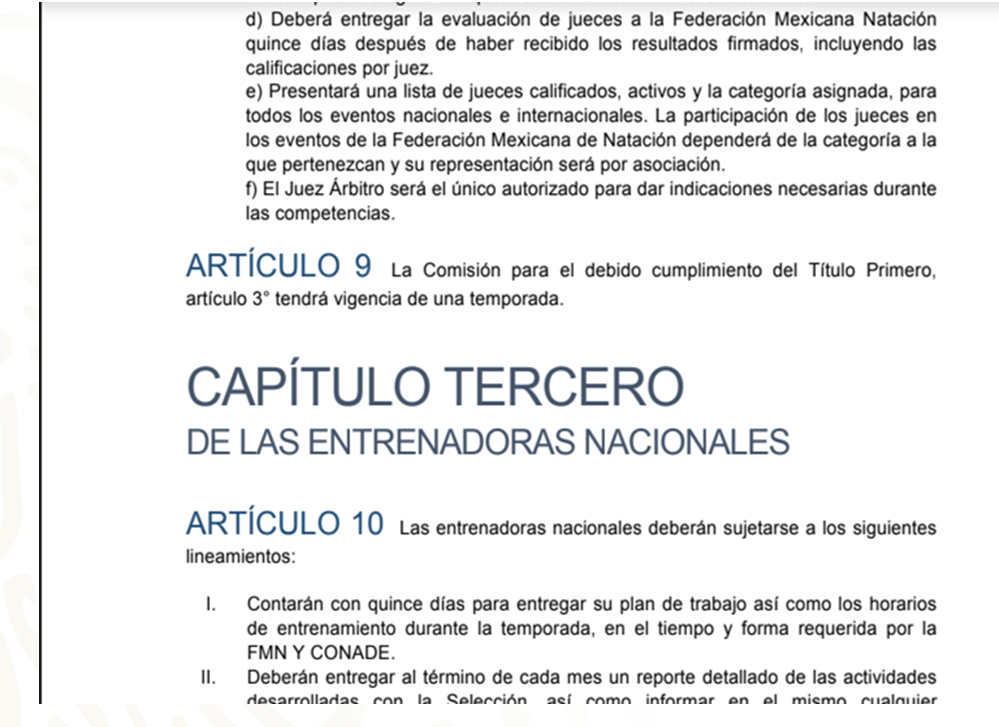 d) Deberá entregar la evaluación de jueces a la Federación Mexicana Natación
quince días después de haber recibido los resultados firmados, incluyendo las
calificaciones por juez.
e) Presentará una lista de jueces calificados, activos y la categoría asignada, para
todos los eventos nacionales e internacionales. La participación de los jueces en
los eventos de la Federación Mexicana de Natación dependerá de la categoría a la
que pertenezcan y su representación será por asociación.
f) El Juez Árbitro será el único autorizado para dar indicaciones necesarias durante
las competencias.
ARTÍCULO 9 La Comisión para el debido cumplimiento del Título Primero,
artículo 3° tendrá vigencia de una temporada.
CAPÍTULO TERCERO
DE LAS ENTRENADORAS NACIONALES
ARTÍCULO 10 Las entrenadoras nacionales deberán sujetarse a los siguientes
lineamientos:
I. Contarán con quince días para entregar su plan de trabajo así como los horarios
de entrenamiento durante la temporada, en el tiempo y forma requerida por la
FMN Y CONADE.
II. Deberán entregar al término de cada mes un reporte detallado de las actividades
desarrolladas con la Selección, así como informar en el mismo cualquier